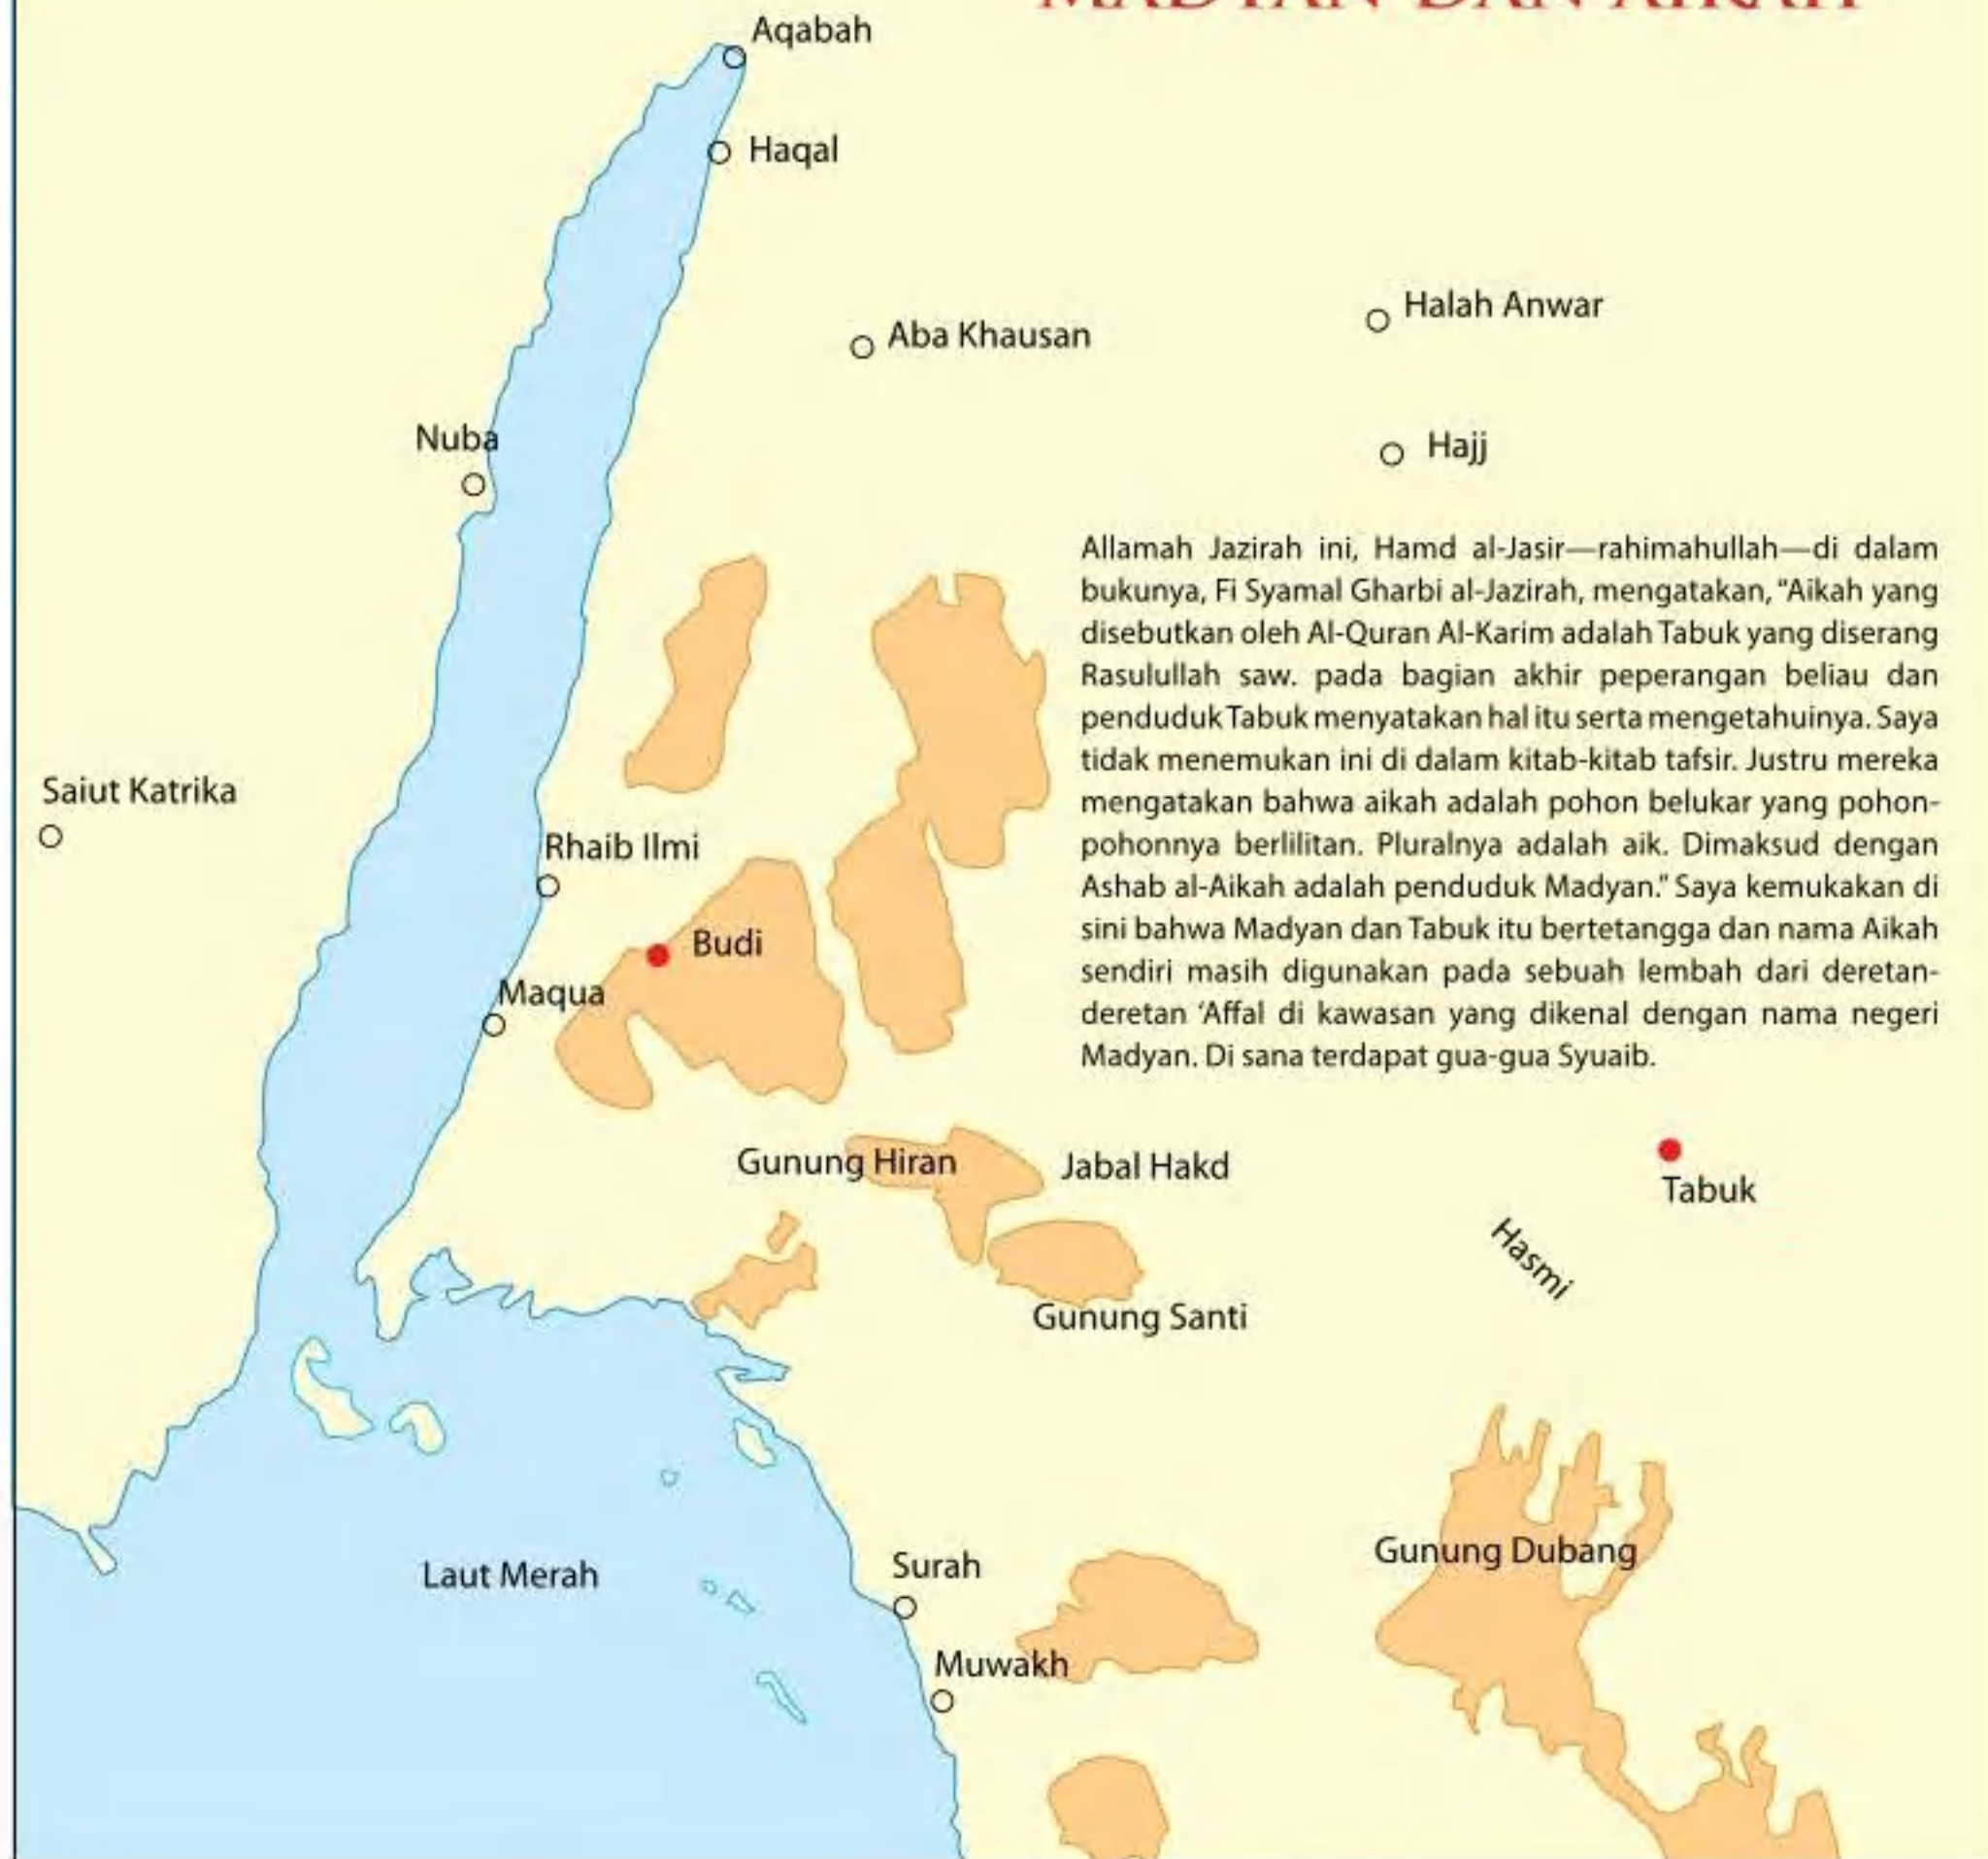 MADYAN DAN AIKAH
Aqabah
Haqal
Halah Anwar
Aba Khausan
Nuba
Hajj
Allamah Jazirah ini, Hamd al-Jasir—rahimahullah—di dalam
bukunya, Fi Syamal Gharbi al-Jazirah, mengatakan, “Aikah yang
disebutkan oleh Al-Quran Al-Karim adalah Tabuk yang diserang
Rasulullah saw. pada bagian akhir peperangan beliau dan
penduduk Tabuk menyatakan hal itu serta mengetahuinya. Saya
tidak menemukan ini di dalam kitab-kitab tafsir. Justru mereka
mengatakan bahwa aikah adalah pohon belukar yang pohon-
pohonnya berlilitan. Pluralnya adalah aik. Dimaksud dengan
Ashab al-Aikah adalah penduduk Madyan.” Saya kemukakan di
sini bahwa Madyan dan Tabuk itu bertetangga dan nama Aikah
sendiri masih digunakan pada sebuah lembah dari deretan-
deretan ‘Affal di kawasan yang dikenal dengan nama negeri
Madyan. Di sana terdapat gua-gua Syuaib.
Saiut Katrika
Rhaib Ilmi
Budi
Maqua
Gunung Hiran
Jabal Hakd
Tabuk
Hasmi
Gunung Santi
Gunung Dubang
Surah
Laut Merah
Muwakh